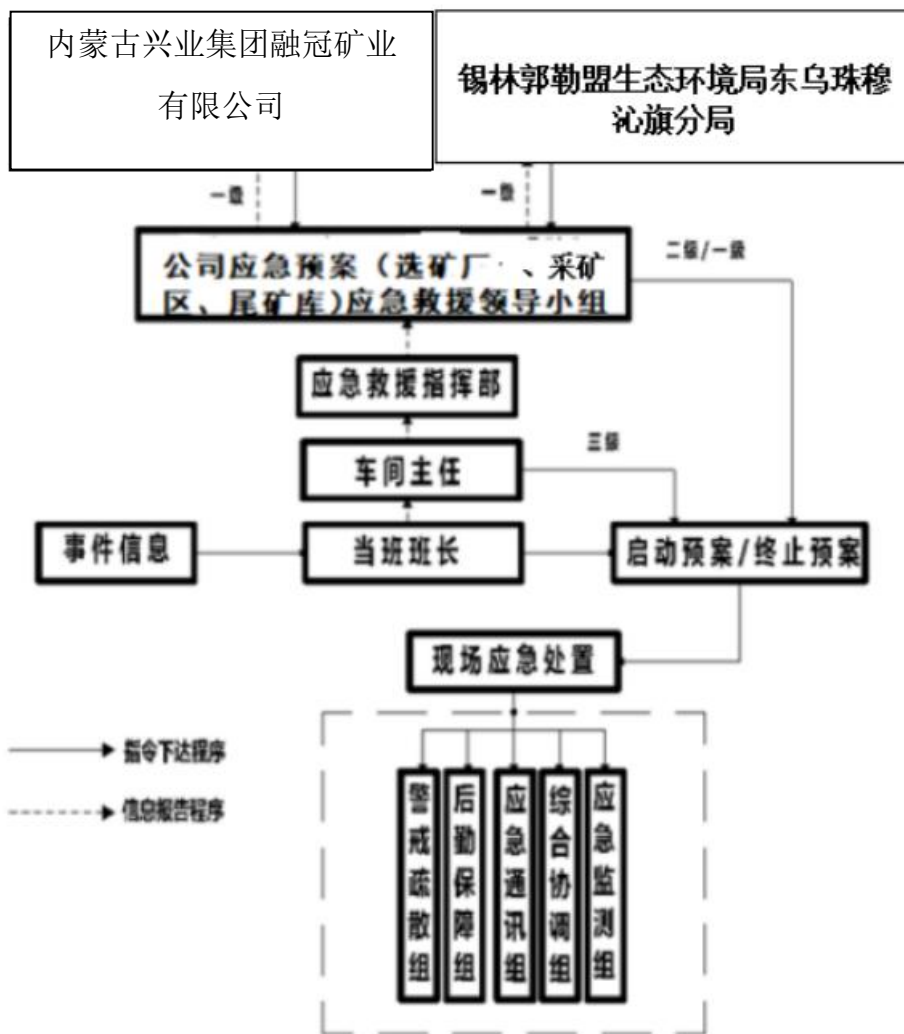 内蒙古兴业集团融冠矿业
有限公司
锡林郭勒盟生态环境局东乌珠穆
沁旗分局
一级
一级
公司应急预案（选矿厂、采矿
区、尾矿库)应急救援领导小组
二级/一级
应急救援指挥部
车间主任
三级
事件信息
当班班长
启动预案/终止预案
现场应急处置
指令下达程序
信息报告程序
警戒疏散组
后勤保障组
应急通讯组
综合协调组
应急监测组